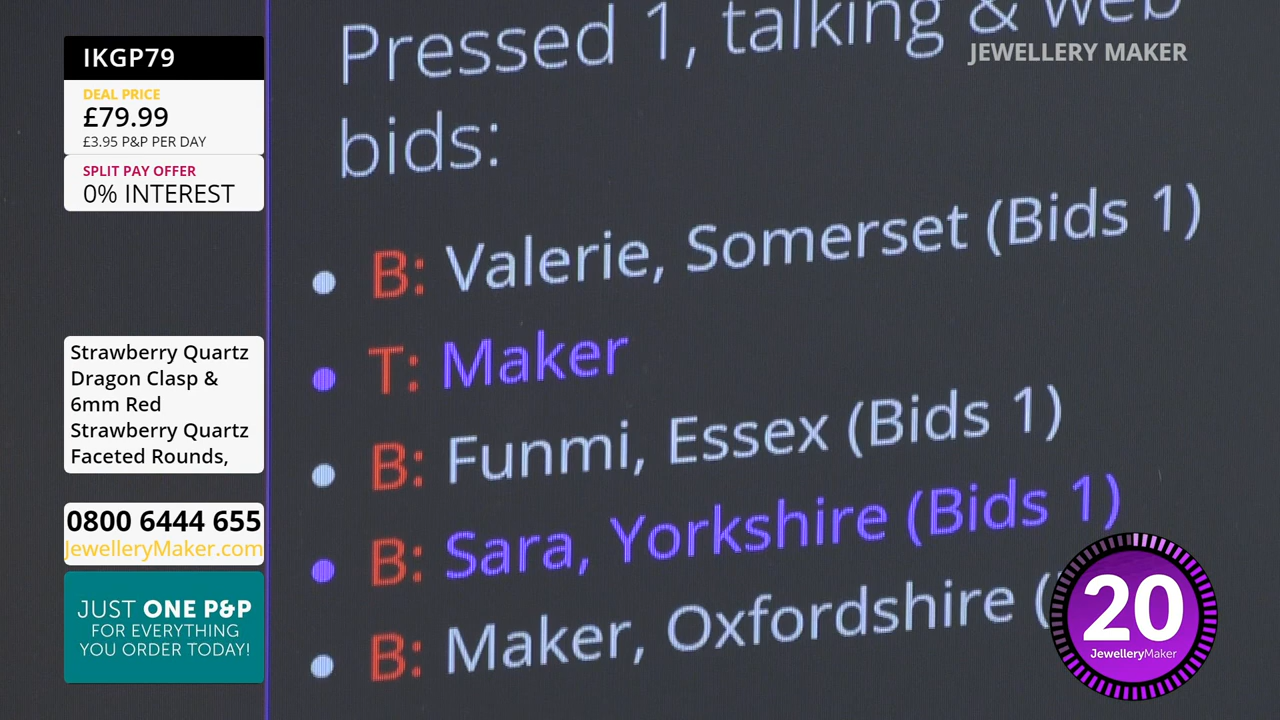 IKGP79
DEAL PRICE
£79.99
£3.95 P&P PER DAY
SPLIT PAY OFFER
0% INTEREST
Strawberry Quartz
Dragon Clasp &
6mm Red
Strawberry Quartz
Faceted Rounds,
0800 6444 655
JewelleryMaker.com
JUST ONE P&P
FOR EVERYTHING
YOU ORDER TODAY!
Pressed 1, talking & web
bids:
• B: Valerie, Somerset (Bids 1)
• T: Maker
• B: Funmi, Essex (Bids 1)
• B: Sara, Yorkshire (Bids 1)
• B: Maker, Oxfordshire (
JEWELLERY MAKER
20
JewelleryMaker